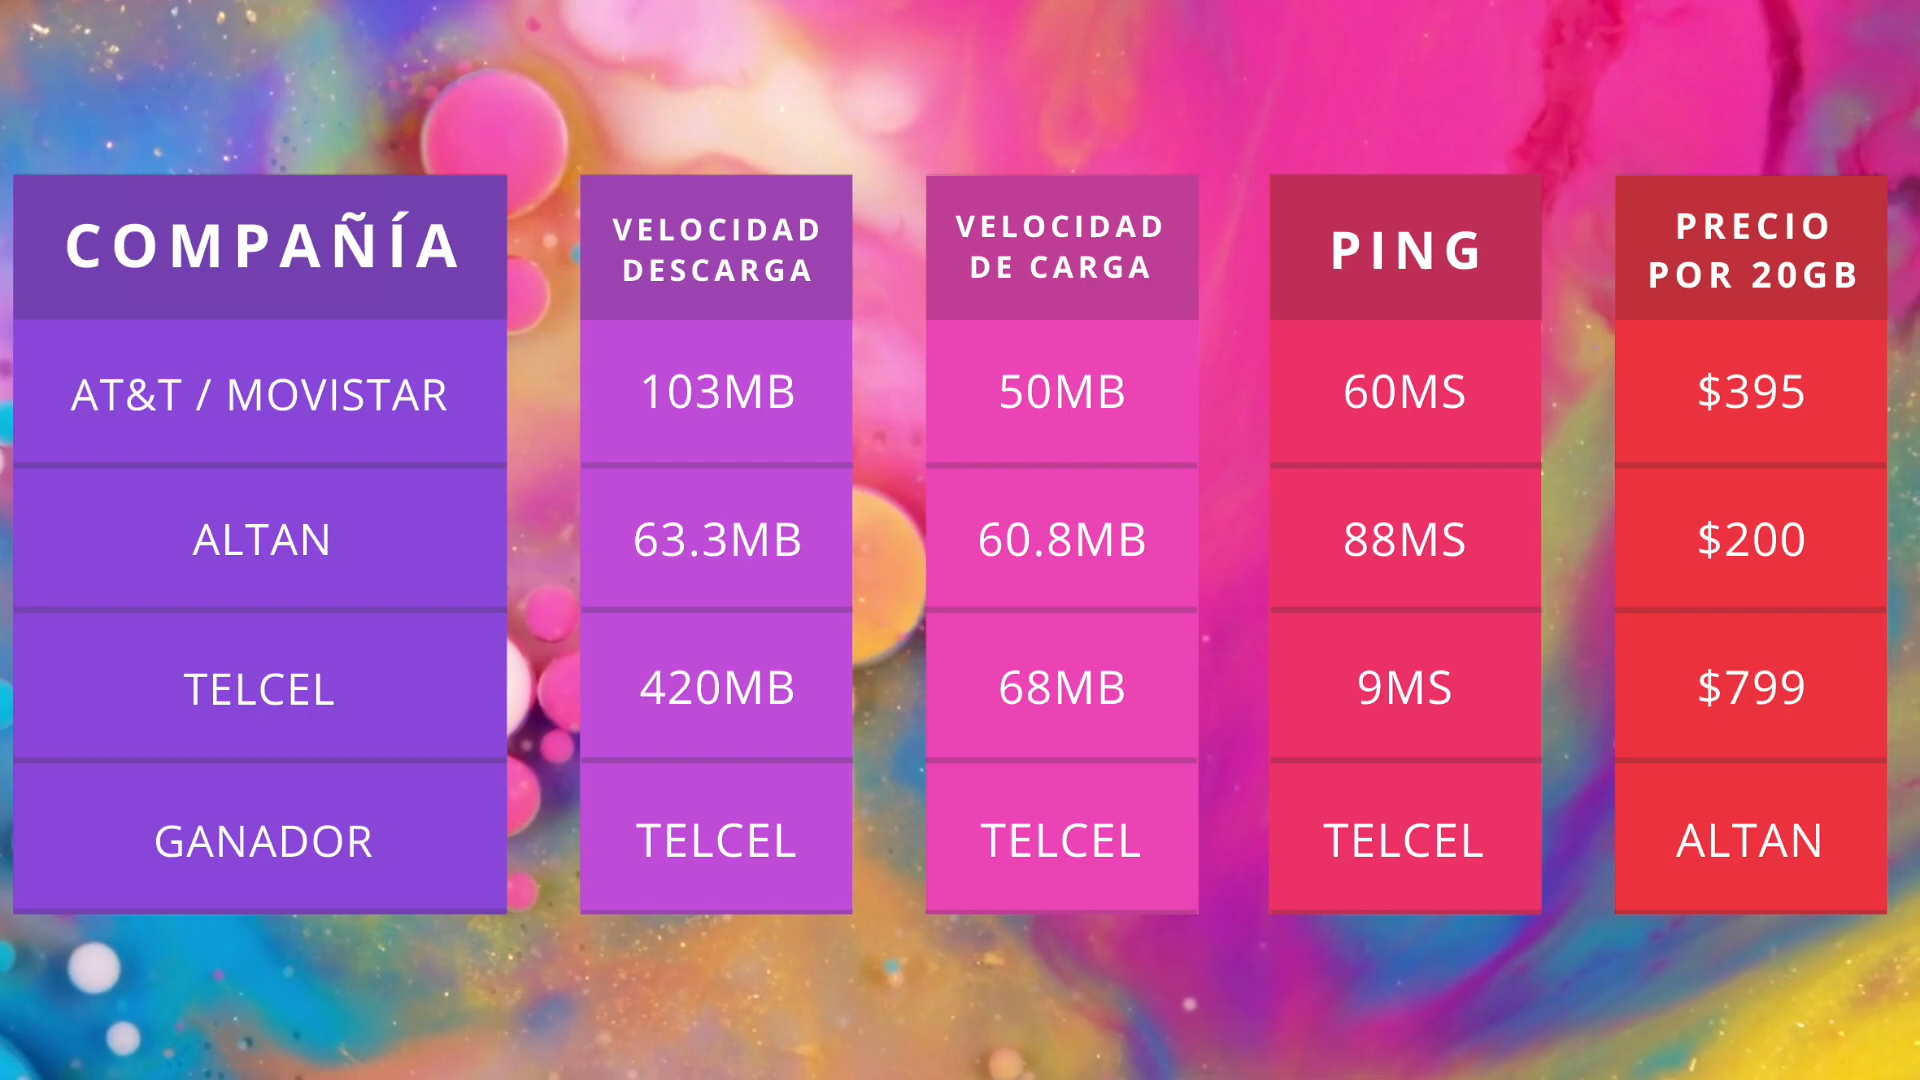 COMPAÑÍA
VELOCIDAD
DESCARGA
VELOCIDAD
DE CARGA
PING
PRECIO
POR 20GB
AT&T / MOVISTAR
103MB
50MB
60MS
$395
ALTAN
63.3MB
60.8MB
88MS
$200
TELCEL
420MB
68MB
9MS
$799
GANADOR
TELCEL
TELCEL
TELCEL
ALTAN